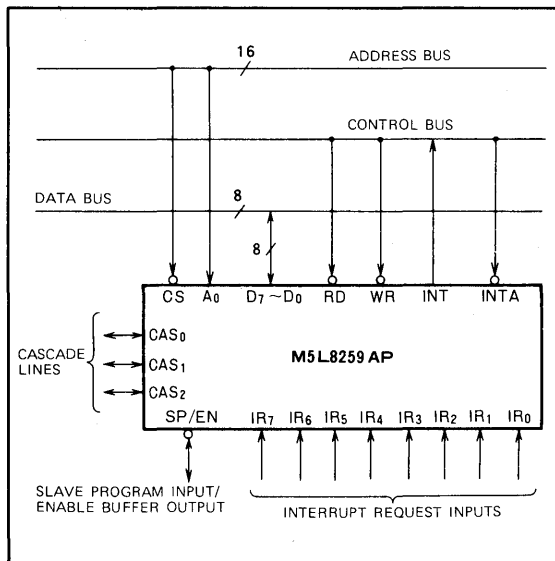 16
ADDRESS BUS
CONTROL BUS
DATA BUS
8
8
CS A₀ D₇~D₀ RD WR INT INTA
CAS₀
CASCADE LINES
CAS₁
M5L8259AP
CAS₂
SP/EN IR₇ IR₆ IR₅ IR₄ IR₃ IR₂ IR₁ IR₀
SLAVE PROGRAM INPUT/
ENABLE BUFFER OUTPUT
INTERRUPT REQUEST INPUTS